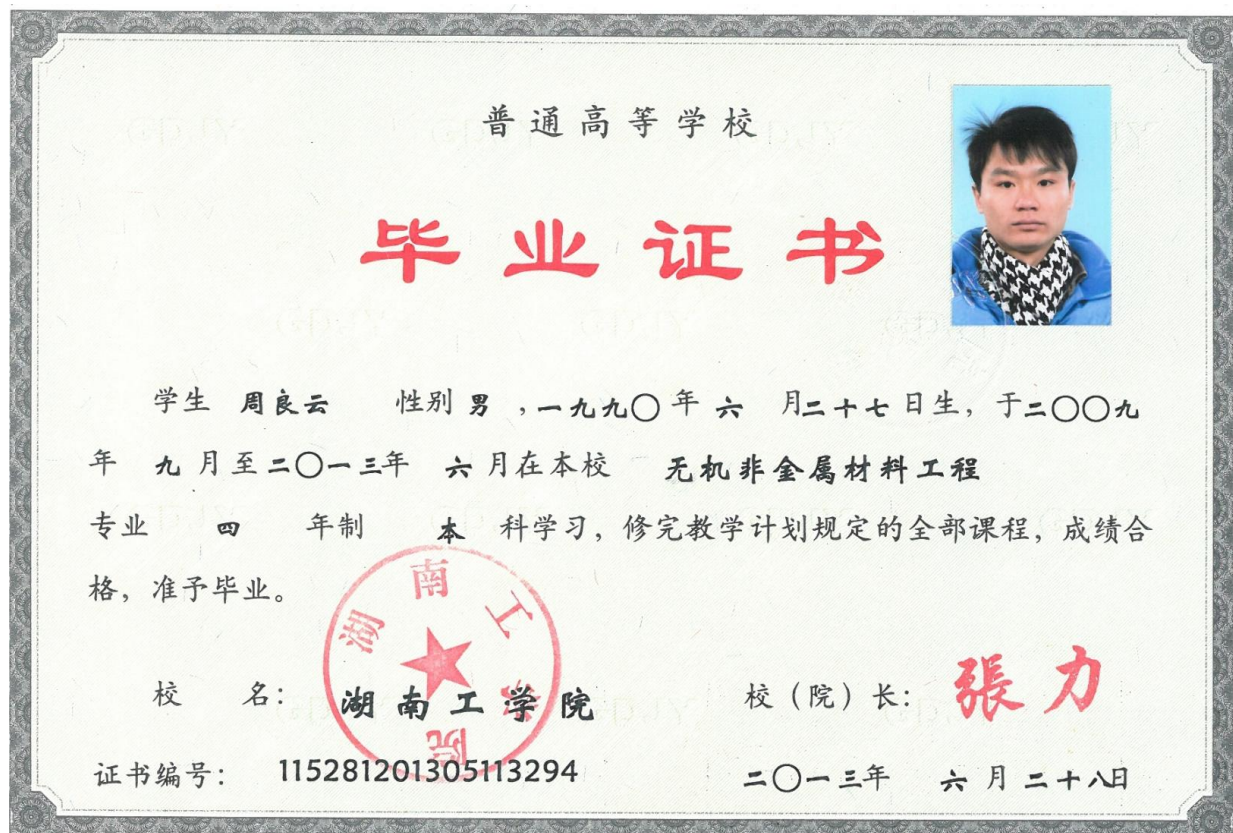 普通高等学校
毕业证书
学生 周良云 性别 男 ，一九九〇 年 六 月二十七 日生，于二〇〇九
年 九 月至二〇一三年 六 月在本校 无机非金属材料工程
专业 四 年制 本 科学习，修完教学计划规定的全部课程，成绩合
格，准予毕业。
湖南工学院
校 名： 湖南工学院 校（院）长： 張力
证书编号： 115281201305113294 二〇一三年 六 月 二十八日